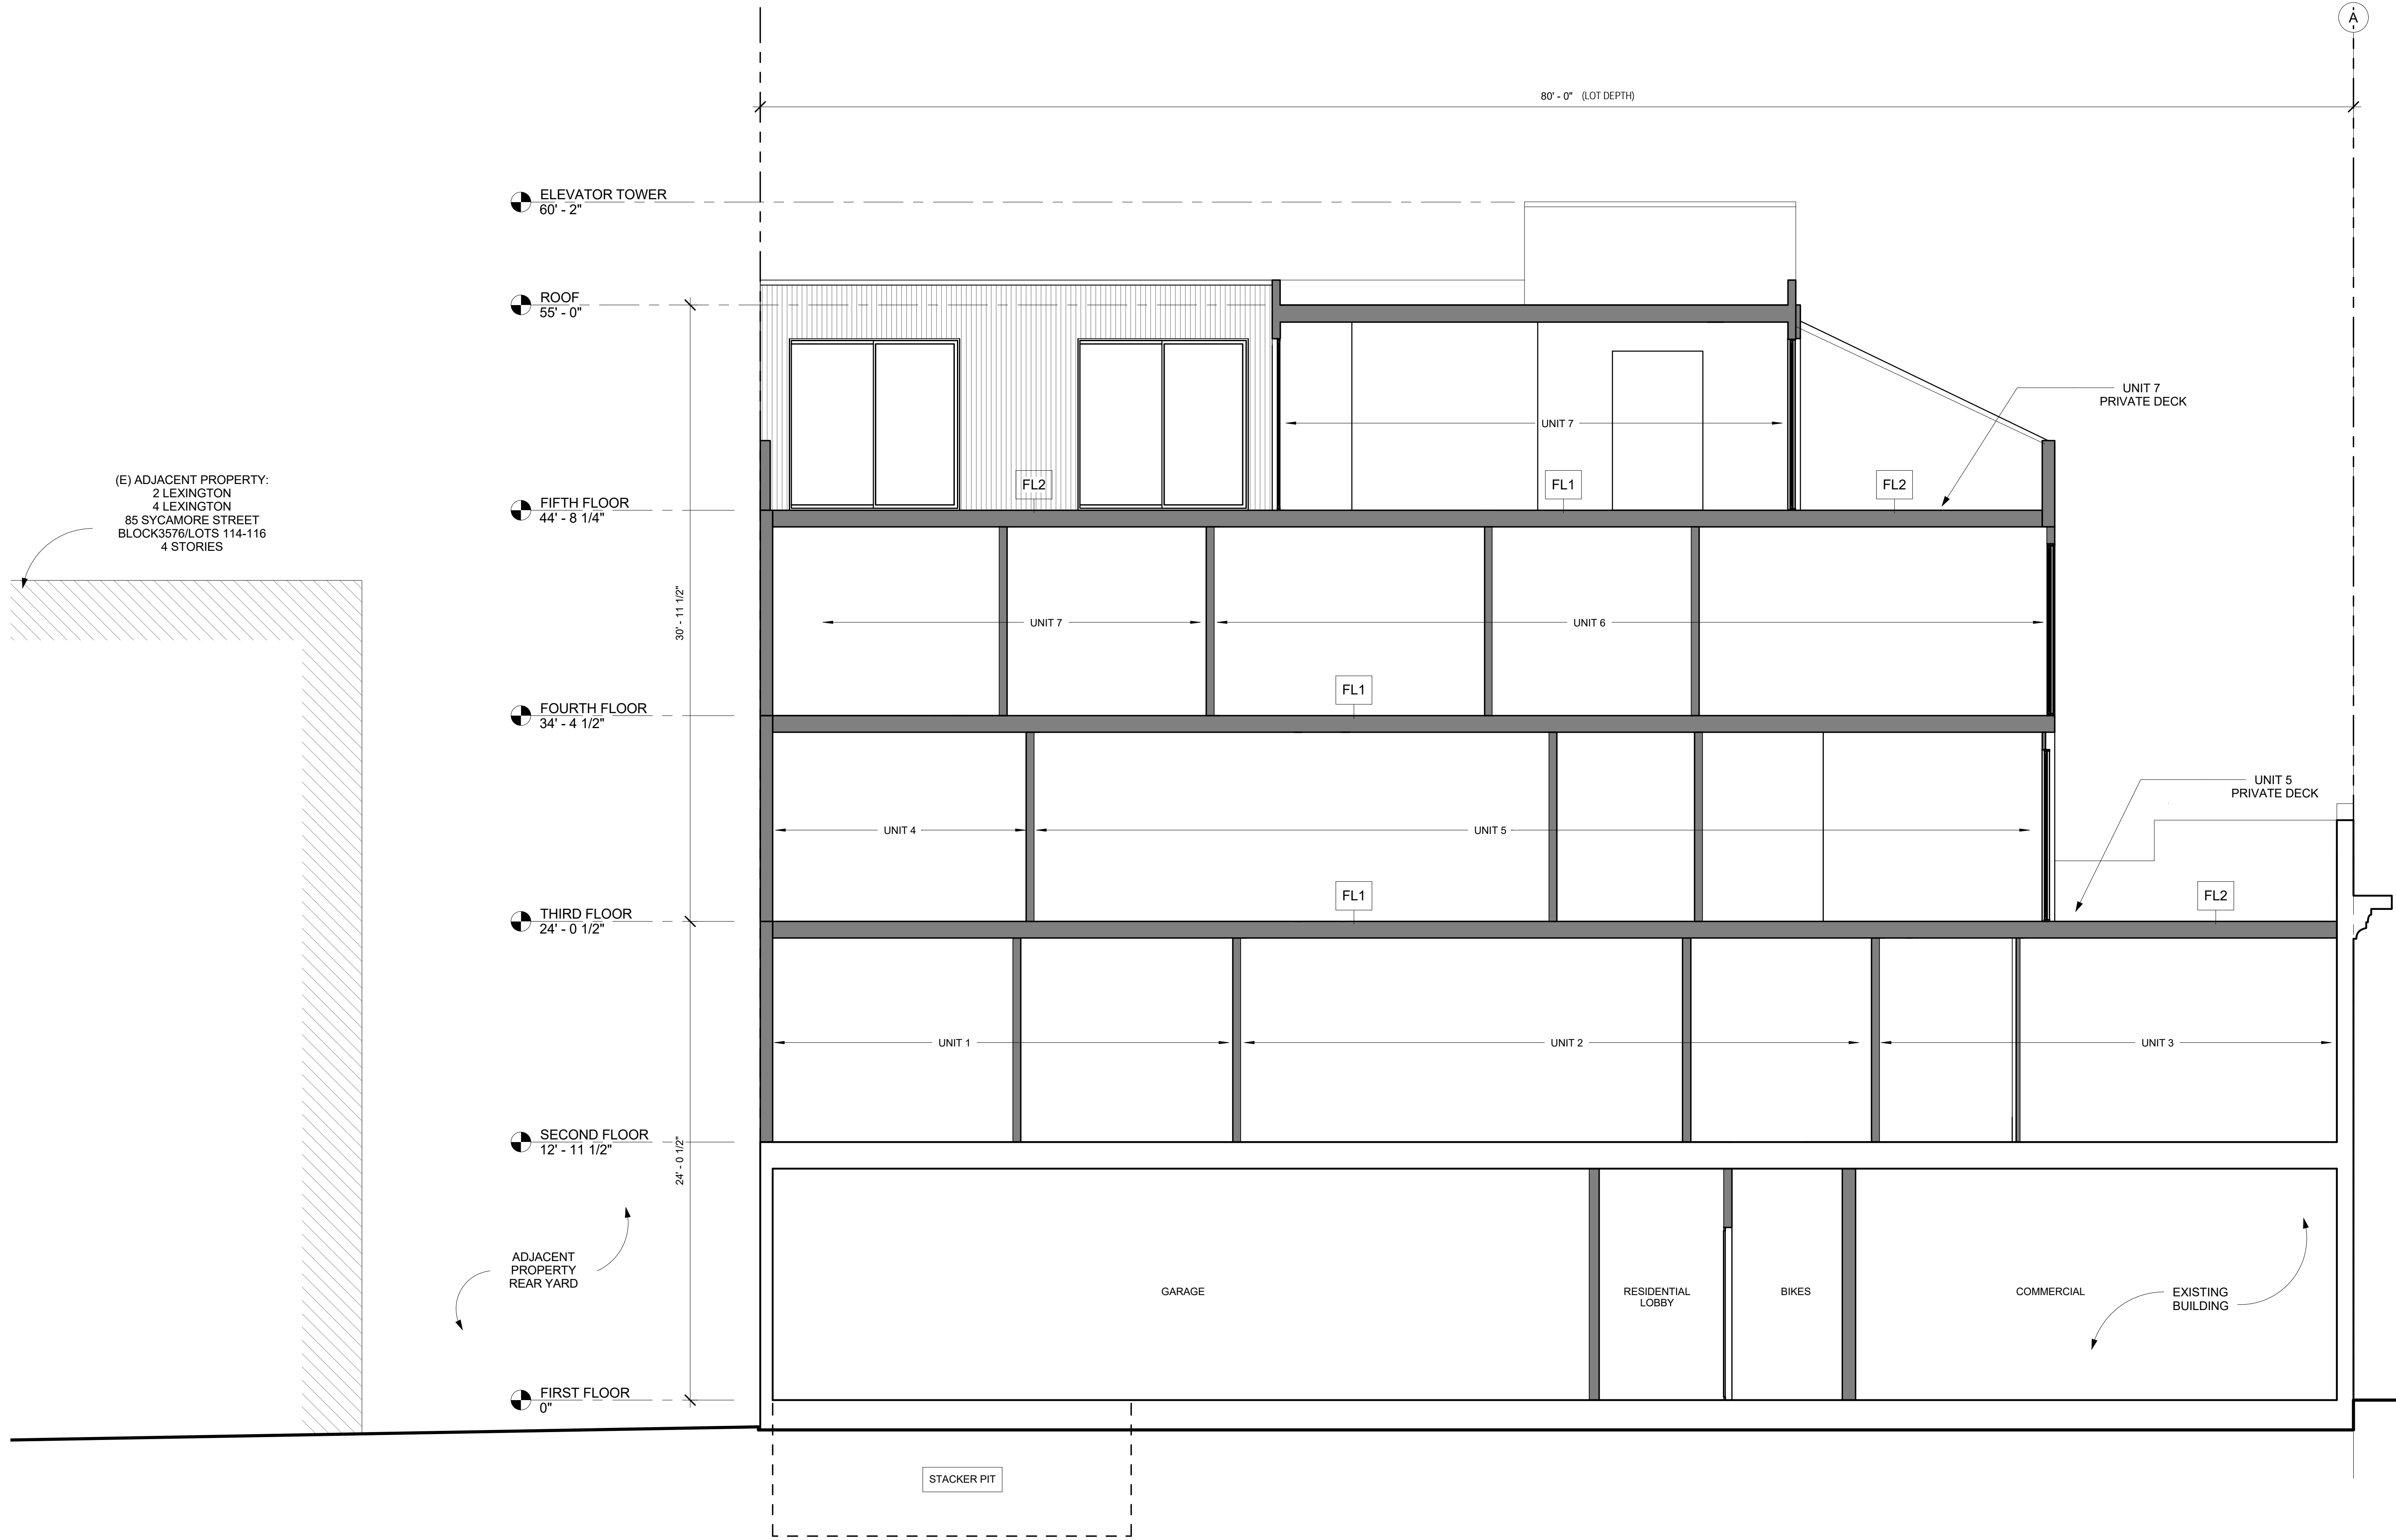 A
80' - 0" (LOT DEPTH)
ELEVATOR TOWER
60' - 2"
ROOF
55' - 0"
UNIT 7
PRIVATE DECK
UNIT 7
(E) ADJACENT PROPERTY:
2 LEXINGTON
4 LEXINGTON
85 SYCAMORE STREET
BLOCK3576/LOTS 114-116
4 STORIES
FL2
FL1
FL2
FIFTH FLOOR
44' - 8 1/4"
30' - 11 1/2"
UNIT 7
UNIT 6
FL1
FOURTH FLOOR
34' - 4 1/2"
UNIT 5
PRIVATE DECK
UNIT 4
UNIT 5
FL1
FL2
THIRD FLOOR
24' - 0 1/2"
UNIT 1
UNIT 2
UNIT 3
SECOND FLOOR
12' - 11 1/2"
24' - 0 1/2"
ADJACENT
PROPERTY
REAR YARD
GARAGE
RESIDENTIAL
LOBBY
BIKES
COMMERCIAL
EXISTING
BUILDING
FIRST FLOOR
0"
STACKER PIT